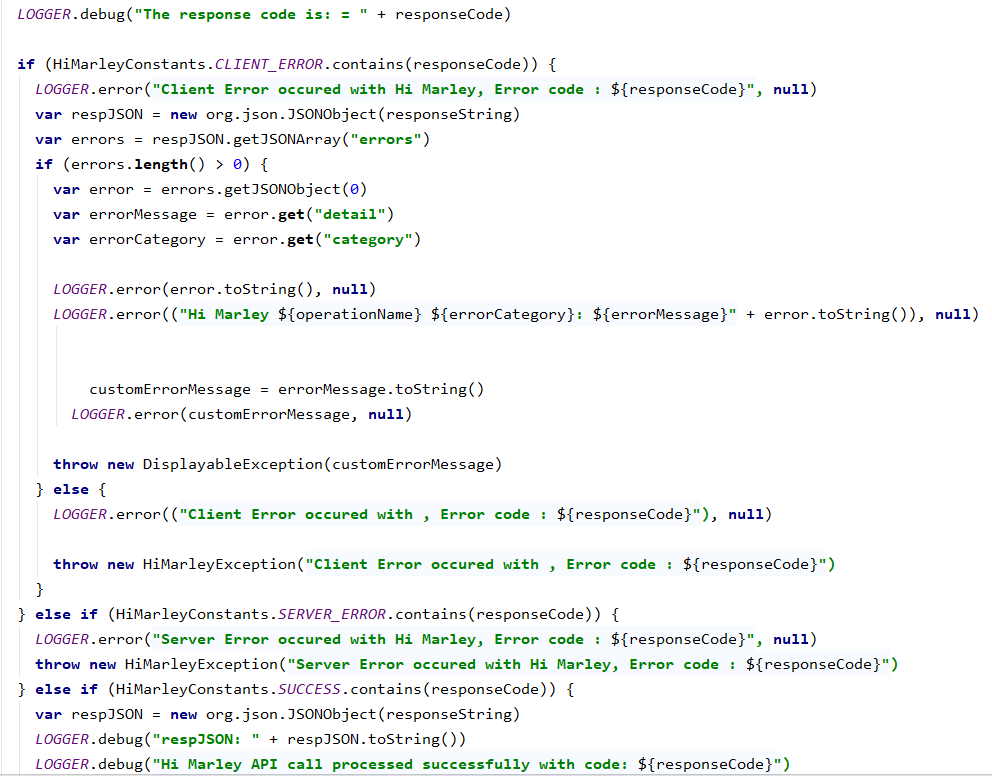 LOGGER.debug("The response code is: = " + responseCode)
if (HiMarleyConstants.CLIENT_ERROR.contains(responseCode)) {
LOGGER.error("Client Error occured with Hi Marley, Error code : ${responseCode}", null)
var respJSON = new org.json.JSONObject(responseString)
var errors = respJSON.getJSONArray("errors")
if (errors.length() > 0) {
var error = errors.getJSONObject(0)
var errorMessage = error.get("detail")
var errorCategory = error.get("category")
LOGGER.error(error.toString(), null)
LOGGER.error(("Hi Marley ${operationName} ${errorCategory}: ${errorMessage}" + error.toString()), null)
customErrorMessage = errorMessage.toString()
LOGGER.error(customErrorMessage, null)
throw new DisplayableException(customErrorMessage)
} else {
LOGGER.error(("Client Error occured with , Error code : ${responseCode}"), null)
throw new HiMarleyException("Client Error occured with , Error code : ${responseCode}")
}
} else if (HiMarleyConstants.SERVER_ERROR.contains(responseCode)) {
LOGGER.error("Server Error occured with Hi Marley, Error code : ${responseCode}", null)
throw new HiMarleyException("Server Error occured with Hi Marley, Error code : ${responseCode}")
} else if (HiMarleyConstants.SUCCESS.contains(responseCode)) {
var respJSON = new org.json.JSONObject(responseString)
LOGGER.debug("respJSON: " + respJSON.toString())
LOGGER.debug("Hi Marley API call processed successfully with code: ${responseCode}")